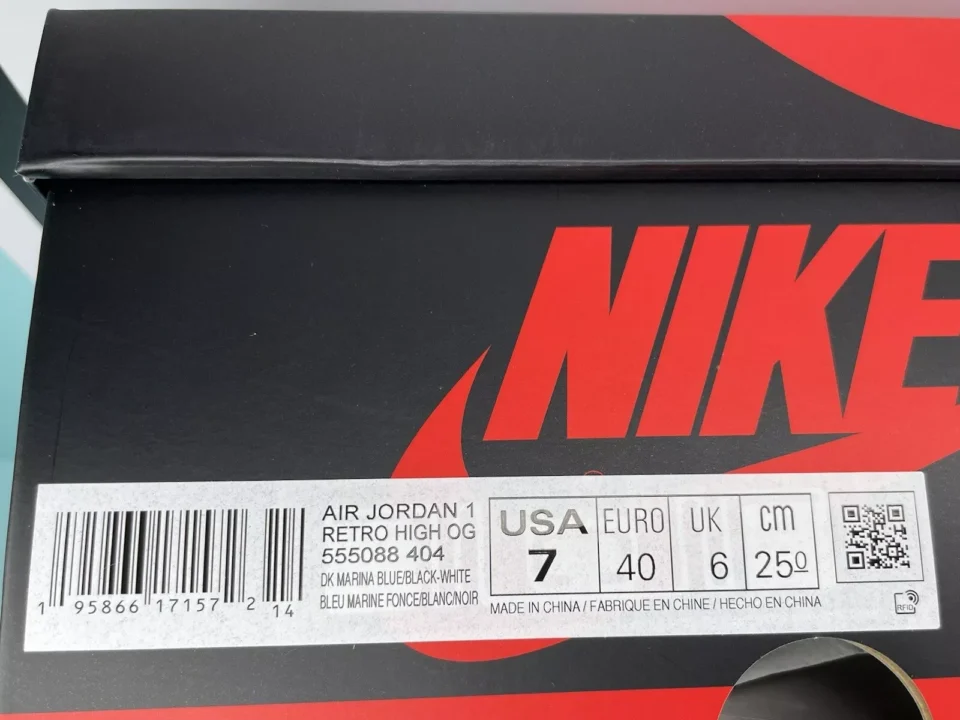 NIKE
AIR JORDAN 1
RETRO HIGH OG
555088 404
DK MARINA BLUE/BLACK-WHITE
BLEU MARINE FONCE/BLANC/NOIR
1 95866 17157 2 14
USA EURO UK cm
7 40 6 250
MADE IN CHINA / FABRIQUE EN CHINE / HECHO EN CHINA
RFID